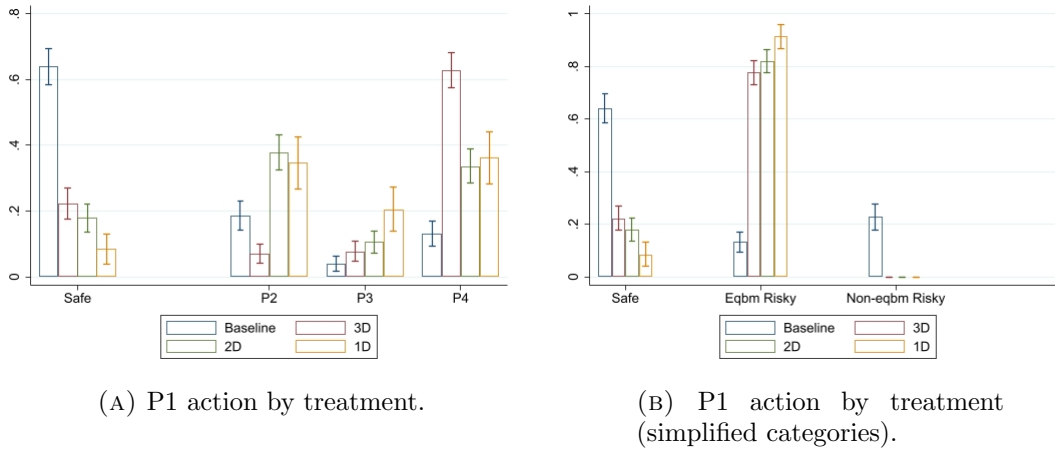 .8
.6
.4
.2
0
Safe P2 P3 P4
Baseline 3D
2D 1D
(A) P1 action by treatment.
1
.8
.6
.4
.2
0
Safe Eqbm Risky Non-eqbm Risky
Baseline 3D
2D 1D
(B) P1 action by treatment
(simplified categories).